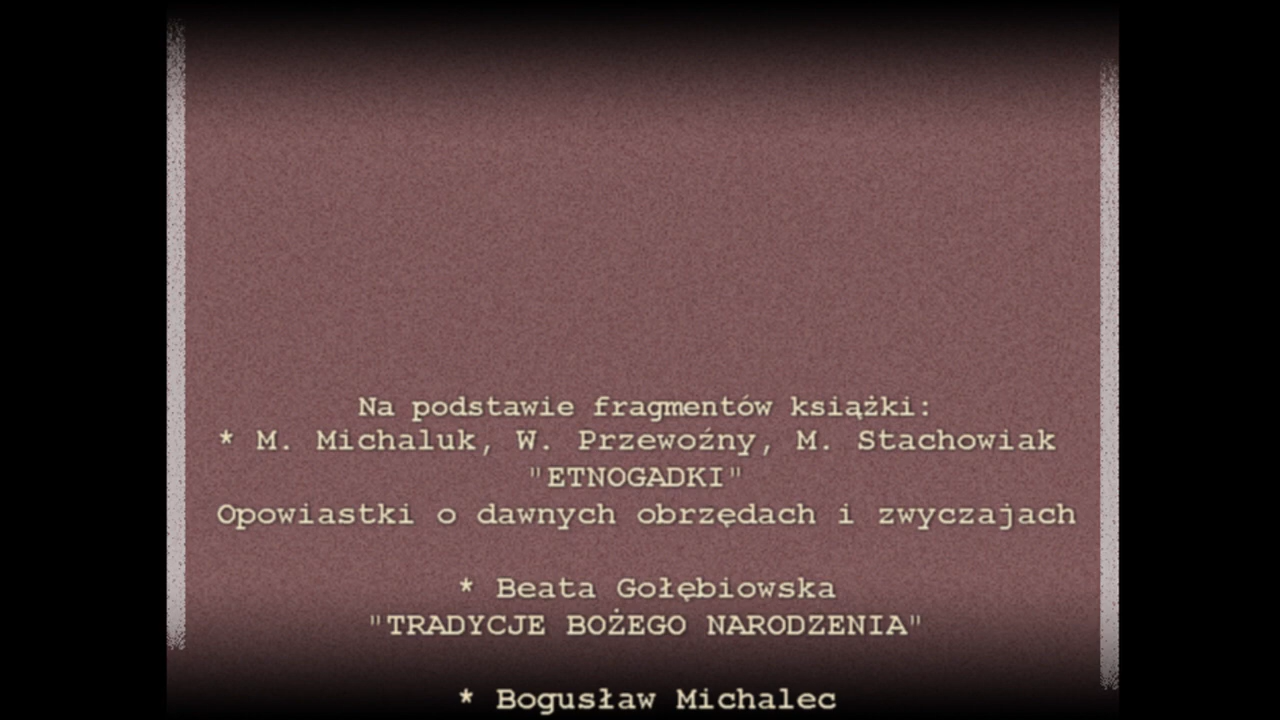 Na podstawie fragmentów książki:
* M. Michaluk, W. Przewoźny, M. Stachowiak
"ETNOGADKI"
Opowiastki o dawnych obrzędach i zwyczajach
* Beata Gołębiowska
"TRADYCJE BOŻEGO NARODZENIA"
* Bogusław Michalec